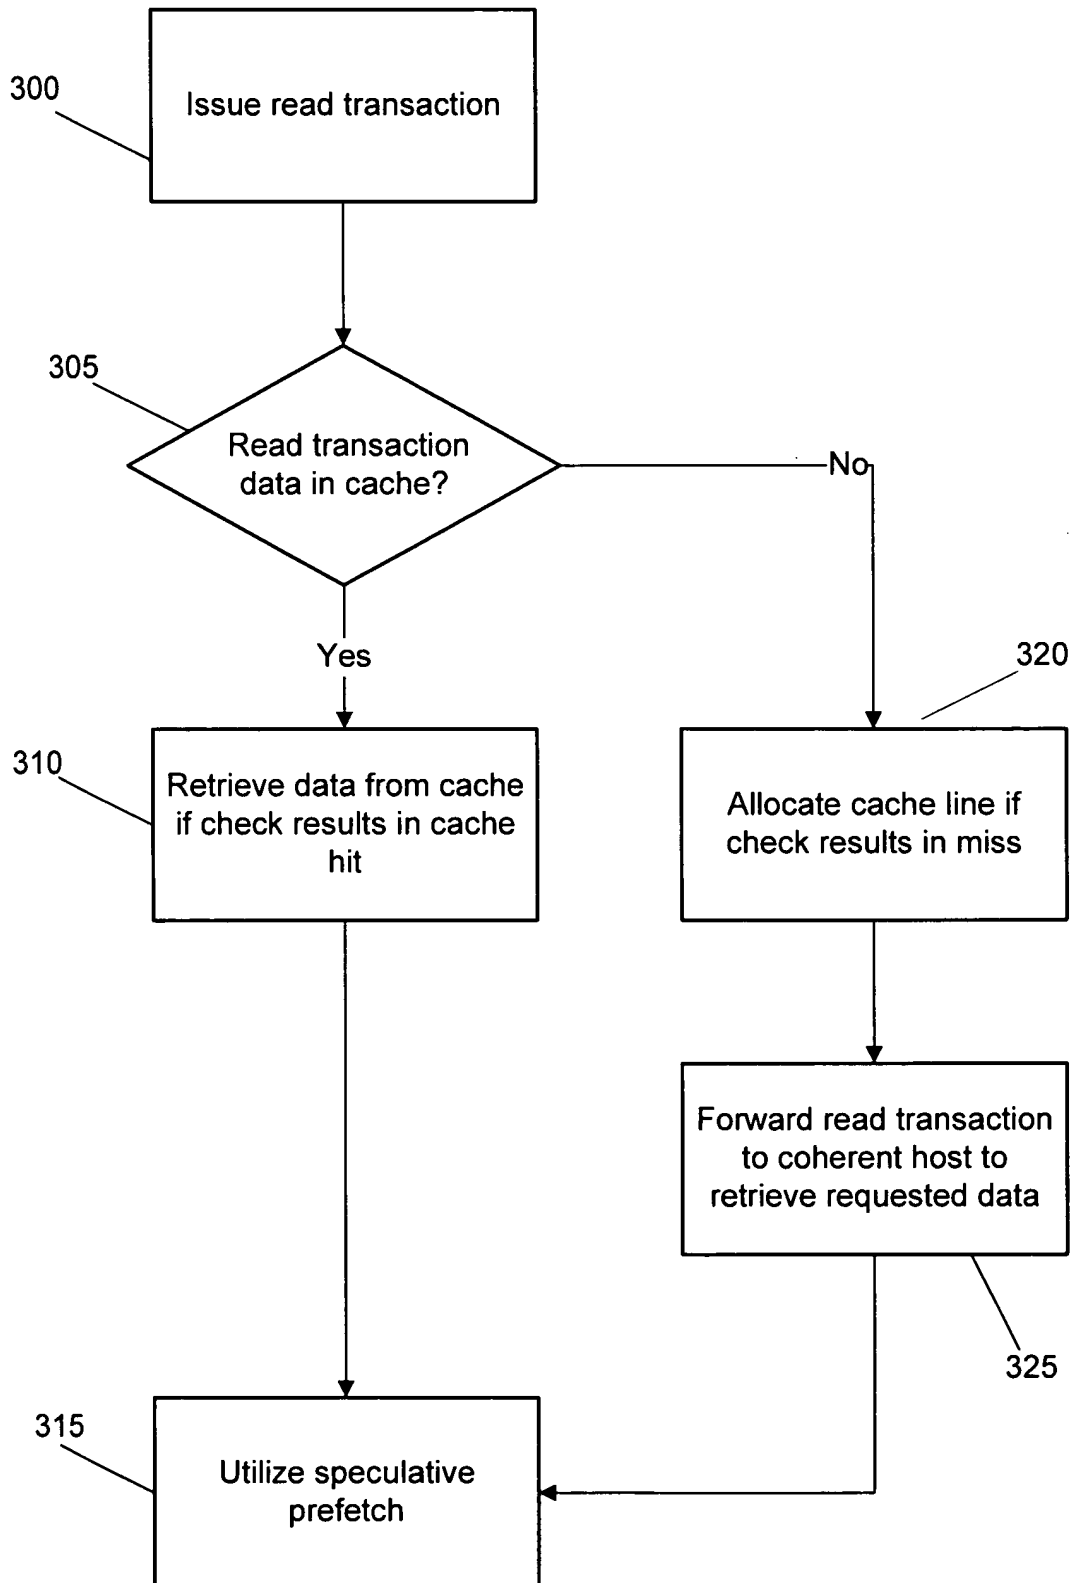 300
Issue read transaction
305
Read transaction
data in cache?
No
Yes
320
310
Retrieve data from cache
if check results in cache
hit
Allocate cache line if
check results in miss
Forward read transaction
to coherent host to
retrieve requested data
325
315
Utilize speculative
prefetch